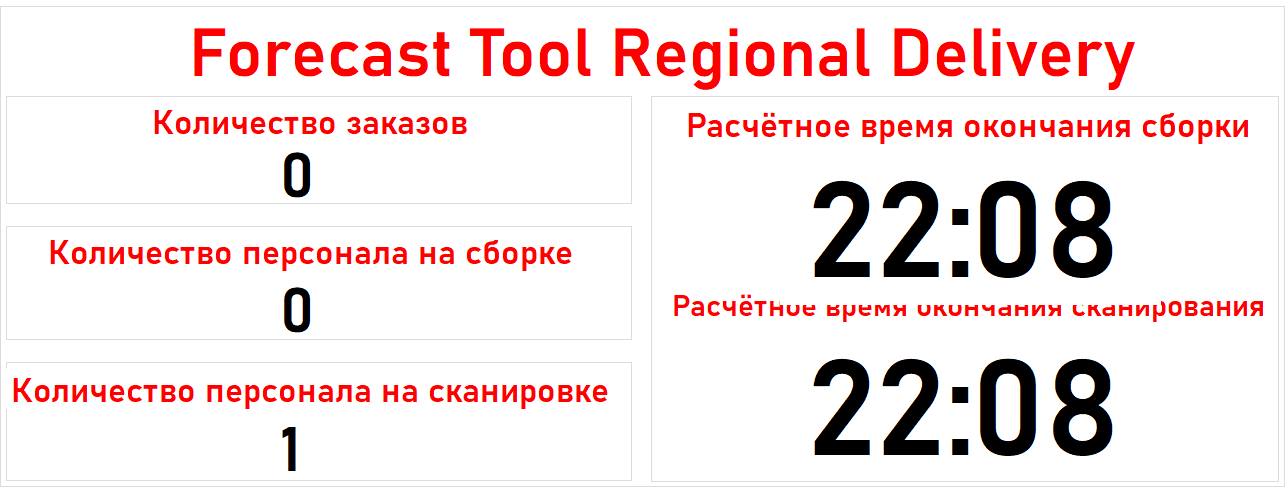 Forecast Tool Regional Delivery
Количество заказов
0
Количество персонала на сборке
0
Количество персонала на сканировке
1
Расчётное время окончания сборки
22:08
Расчётное время окончания сканирования
22:08